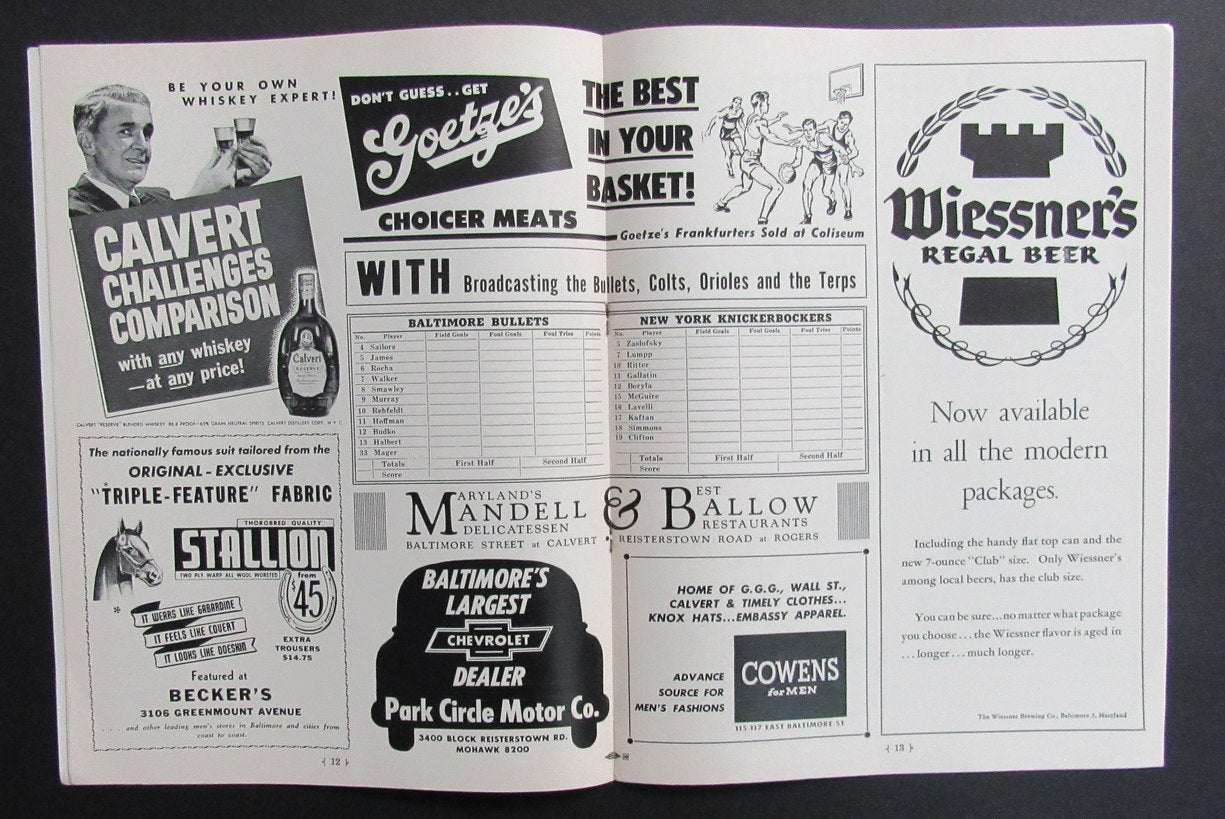 BE YOUR OWN
WHISKEY EXPERT!
CALVERT
CHALLENGES
COMPARISON
with any whiskey
—at any price!
Calvert
RESERVE
CALVERT "RESERVE" BLENDED WHISKEY 86.8 PROOF—65% GRAIN NEUTRAL SPIRITS CALVERT DISTILLERS CORP., N.Y.C.
The nationally famous suit tailored from the
ORIGINAL-EXCLUSIVE
"TRIPLE-FEATURE" FABRIC
THOROBRED QUALITY
STALLION
TWO PLY WARP ALL WOOL WORSTED
from
$45
* IT WEARS LIKE GABARDINE
IT FEELS LIKE COVERT
IT LOOKS LIKE DOESKIN
EXTRA
TROUSERS
$14.75
Featured at
BECKER'S
3106 GREENMOUNT AVENUE
. . . . and other leading men's stores in Baltimore and cities from
coast to coast.
12
DON'T GUESS..GET
Goetze's
CHOICER MEATS
THE BEST
IN YOUR
BASKET!
Goetze's Frankfurters Sold at Coliseum
WITH Broadcasting the Bullets, Colts, Orioles and the Terps
BALTIMORE BULLETS
No. Player Field Goals Foul Goals Foul Tries Points
4 Sailors
5 James
6 Rocha
7 Walker
8 Smawley
9 Murray
10 Rehfeldt
11 Hoffman
12 Budko
13 Halbert
33 Mager
Totals First Half Second Half
Score
NEW YORK KNICKERBOCKERS
No. Player Field Goals Foul Goals Foul Tries Points
5 Zaslofsky
7 Lumpp
10 Ritter
11 Gallatin
12 Boryla
15 McGuire
16 Lavelli
17 Kaftan
18 Simmons
19 Clifton
Totals First Half Second Half
Score
MARYLAND'S & BEST
MANDELL BALLOW
DELICATESSEN RESTAURANTS
BALTIMORE STREET at CALVERT • REISTERSTOWN ROAD at ROGERS
BALTIMORE'S
LARGEST
CHEVROLET
DEALER
Park Circle Motor Co.
3400 BLOCK REISTERSTOWN RD.
MOHAWK 8200
HOME OF G.G.G., WALL ST.,
CALVERT & TIMELY CLOTHES...
KNOX HATS...EMBASSY APPAREL.
ADVANCE
SOURCE FOR
MEN'S FASHIONS
COWENS
for MEN
115-117 EAST BALTIMORE ST
Wiessner's
REGAL BEER
Now available
in all the modern
packages.
Including the handy flat top can and the
new 7-ounce "Club" size. Only Wiessner's
among local beers, has the club size.
You can be sure...no matter what package
you choose...the Wiessner flavor is aged in
...longer...much longer.
The Wiessner Brewing Co., Baltimore 2, Maryland
13